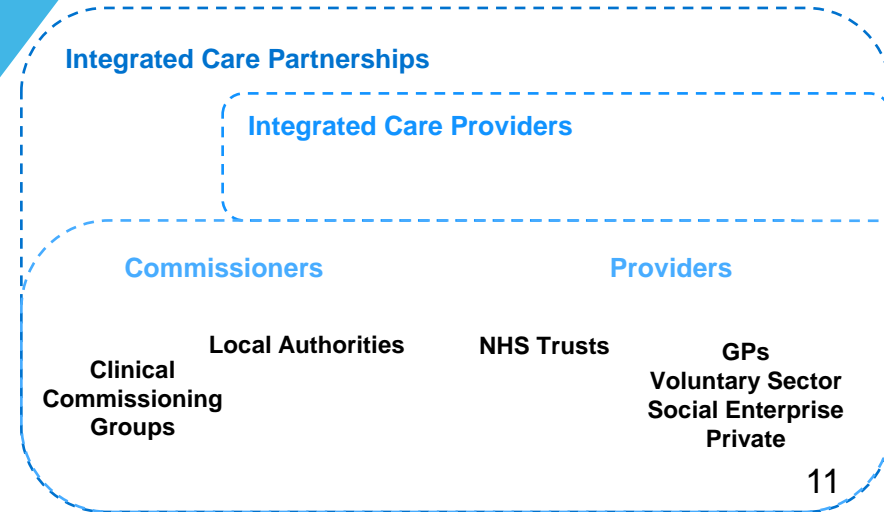 Integrated Care Partnerships
Integrated Care Providers
Commissioners
Providers
Clinical
Commissioning
Groups
Local Authorities
NHS Trusts
GPs
Voluntary Sector
Social Enterprise
Private
11